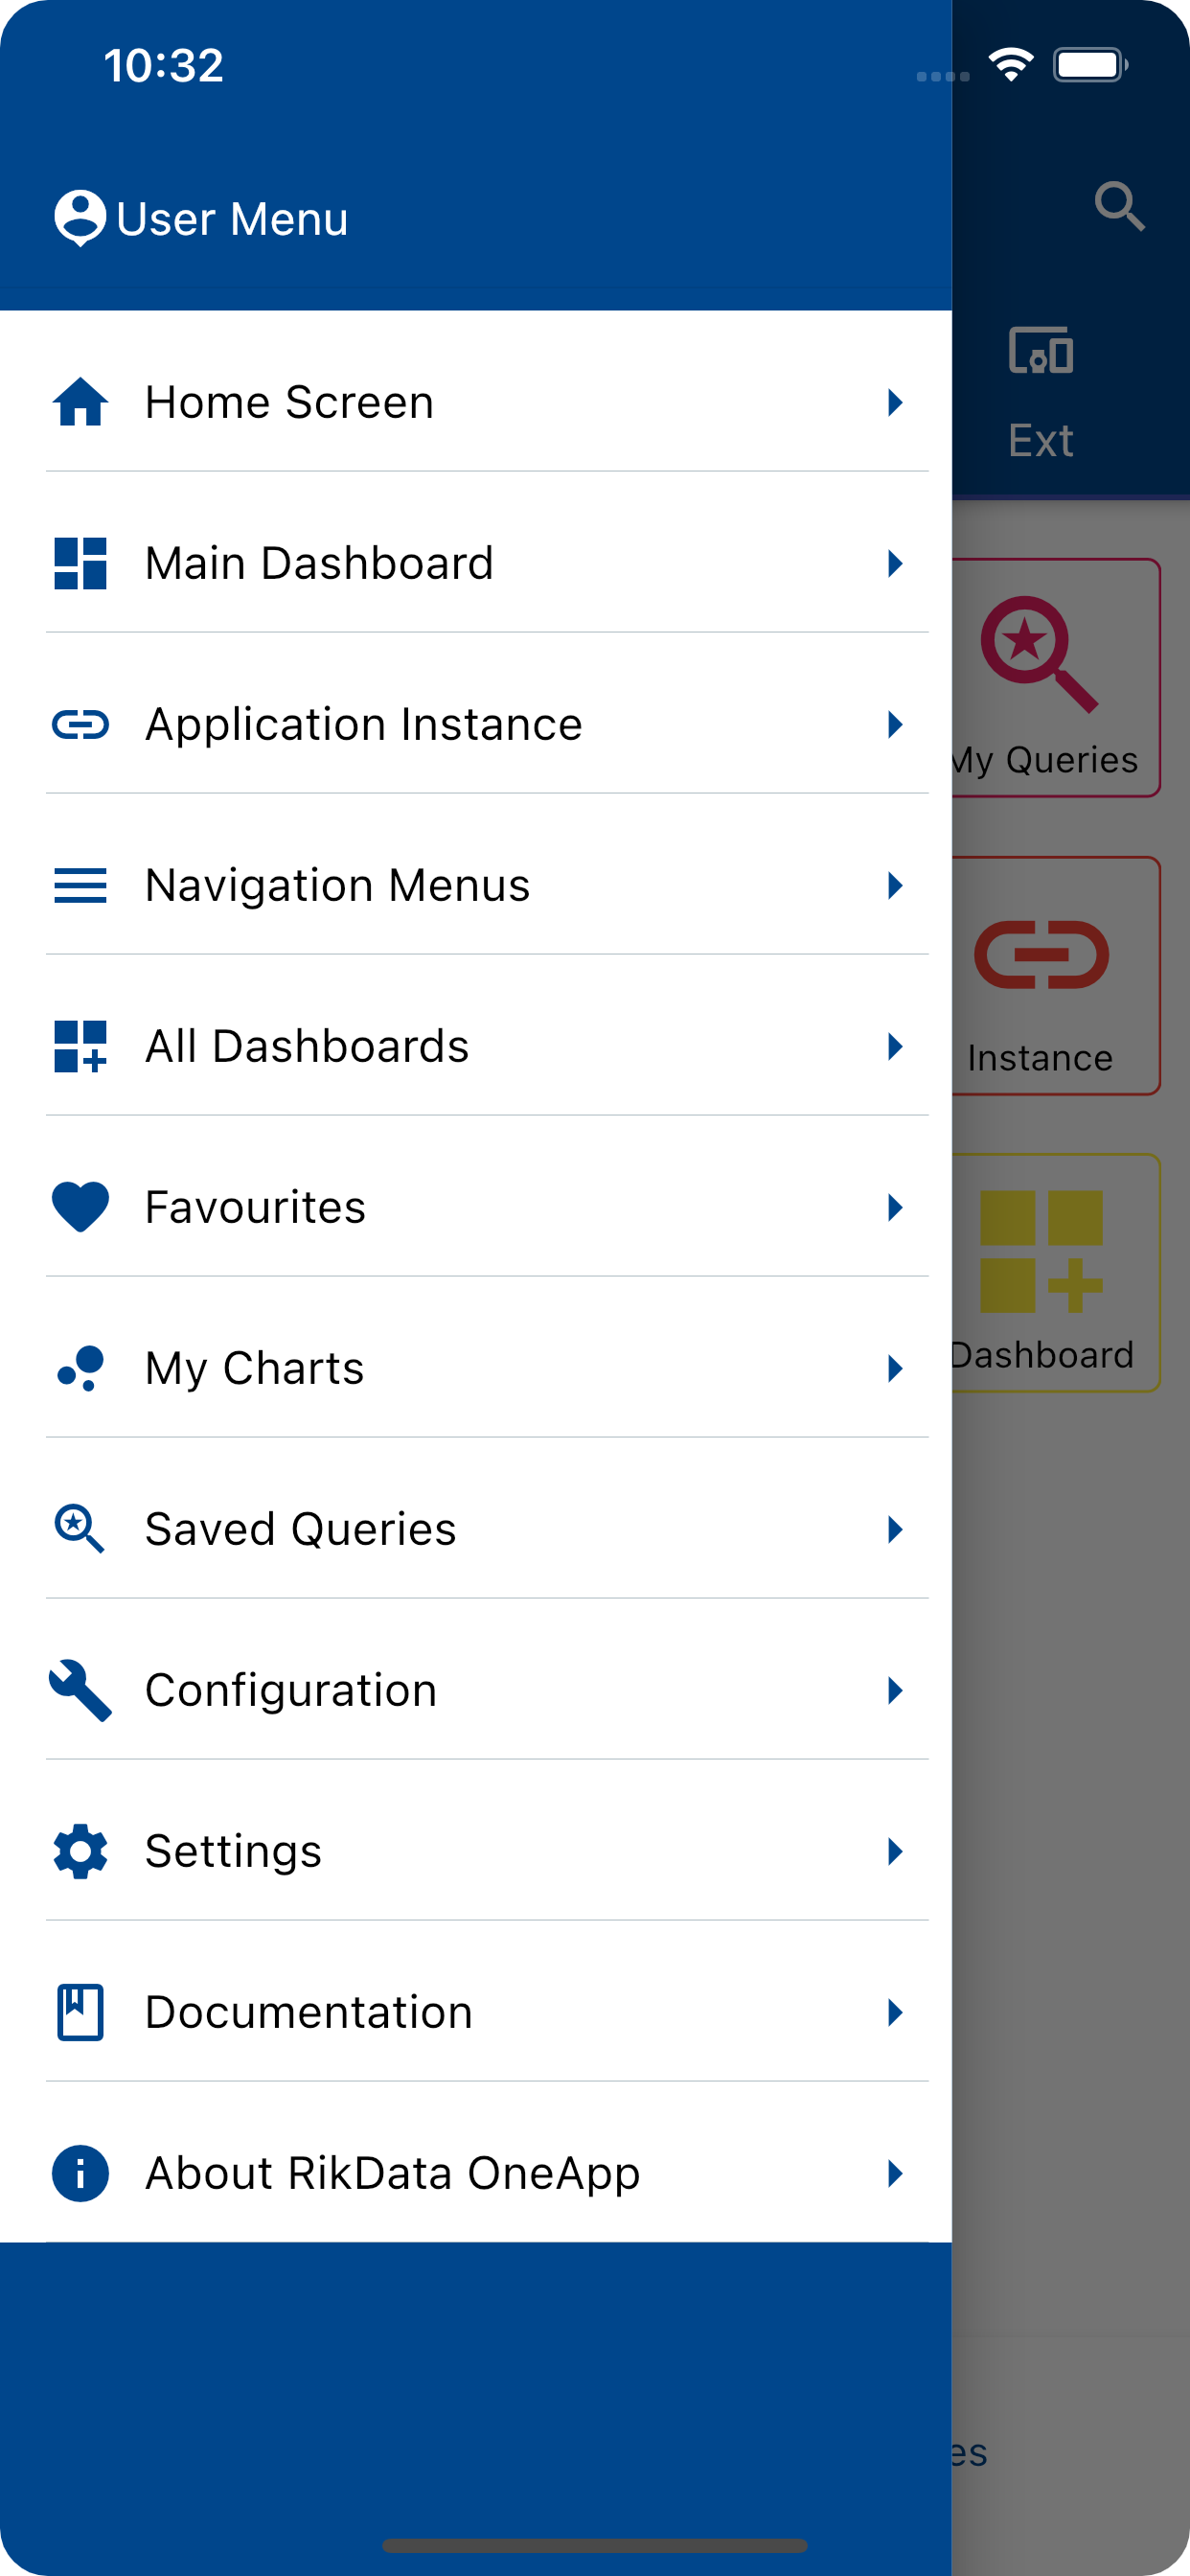 10:32
User Menu
Ext
Home Screen
Main Dashboard
Application Instance
My Queries
Navigation Menus
All Dashboards
Instance
Favourites
My Charts
Dashboard
Saved Queries
Configuration
Settings
Documentation
About RikData OneApp
es